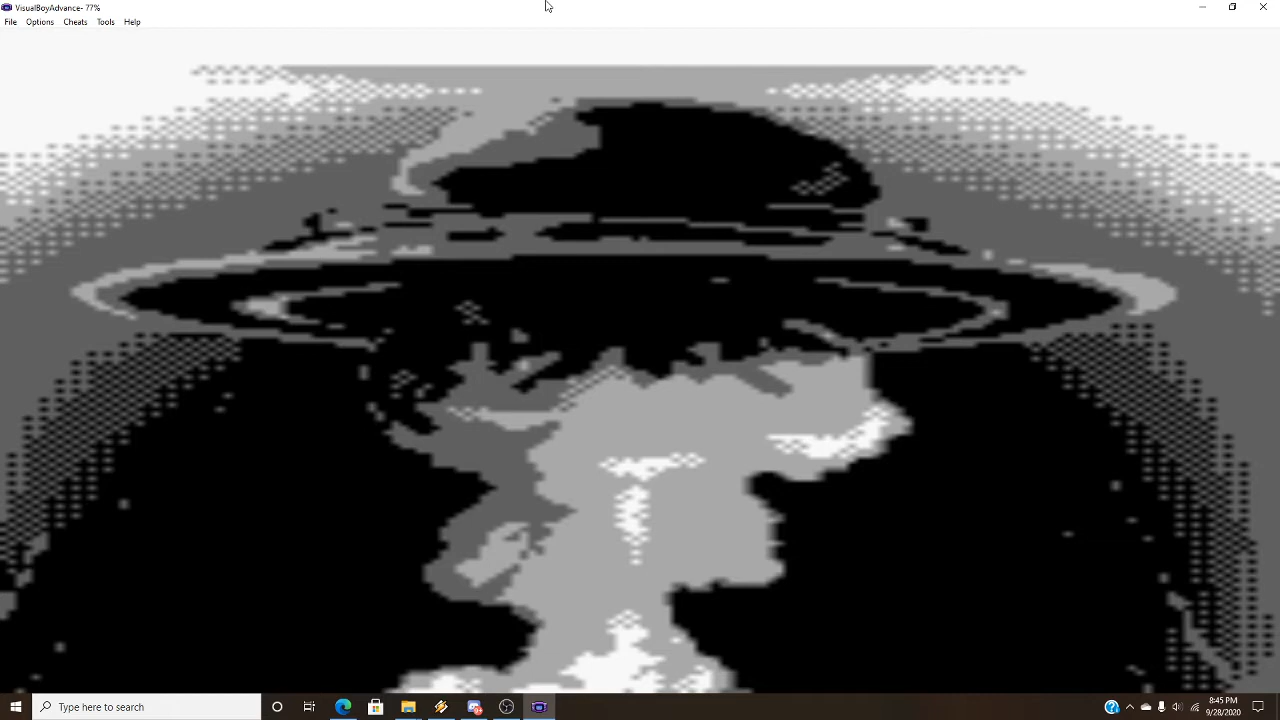 VisualBoyAdvance- 77%
File Options Cheats Tools Help
Type here to search
8:45 PM
9/28/2020